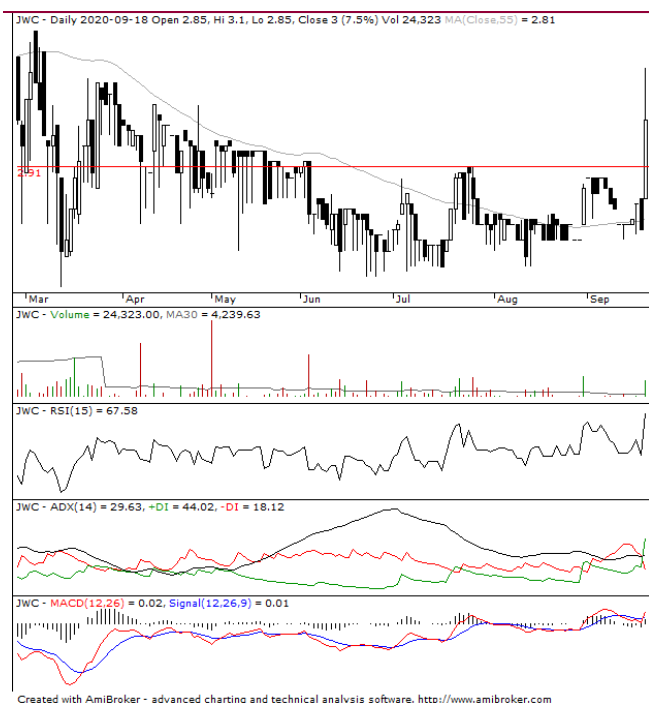 JWC - Daily 2020-09-18 Open 2.85, Hi 3.1, Lo 2.85, Close 3 (7.5%) Vol 24,323 MA(Close,55) = 2.81
2.91
Mar Apr May Jun Jul Aug Sep
JWC - Volume = 24,323.00, MA30 = 4,239.63
JWC - RSI(15) = 67.58
JWC - ADX(14) = 29.63, +DI = 44.02, -DI = 18.12
JWC - MACD(12,26) = 0.02, Signal(12,26,9) = 0.01
Created with AmiBroker - advanced charting and technical analysis software. http://www.amibroker.com